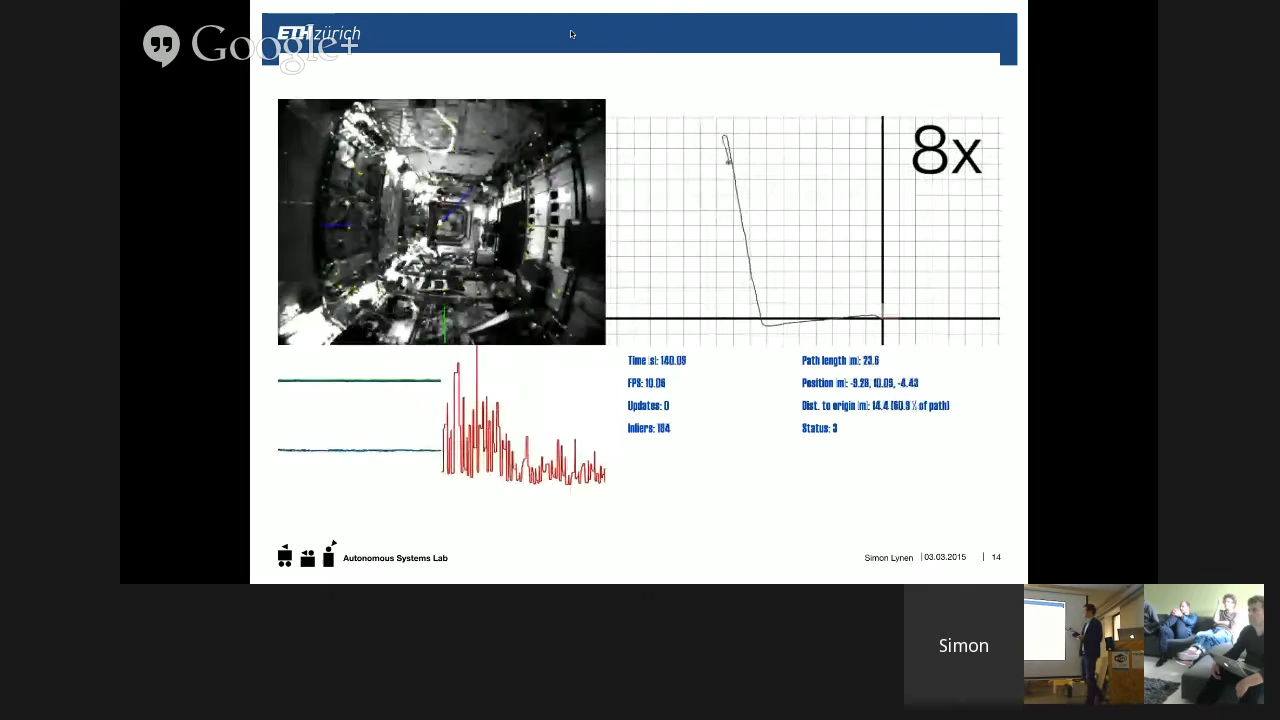 ETH zürich
Google+
8x
Time [s]: 140.09
Path length [m]: 23.6
FPS: 10.06
Position [m]: -9.28, 10.05, -4.43
Updates: 0
Dist. to origin [m]: 14.4 [60.9 % of path]
Inliers: 184
Status: 3
Autonomous Systems Lab
Simon Lynen | 03.03.2015 | 14
Simon